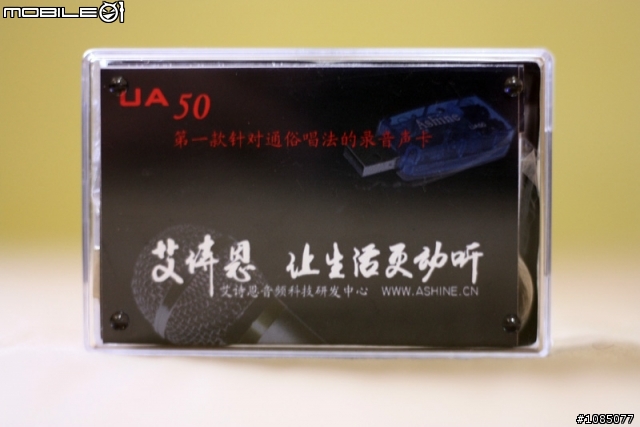 MOBILE01
UA 50
Ashine
第一款针对通俗唱法的录音声卡
艾诗恩 让生活更动听
艾诗恩音频科技研发中心 WWW.ASHINE.CN
#1085077